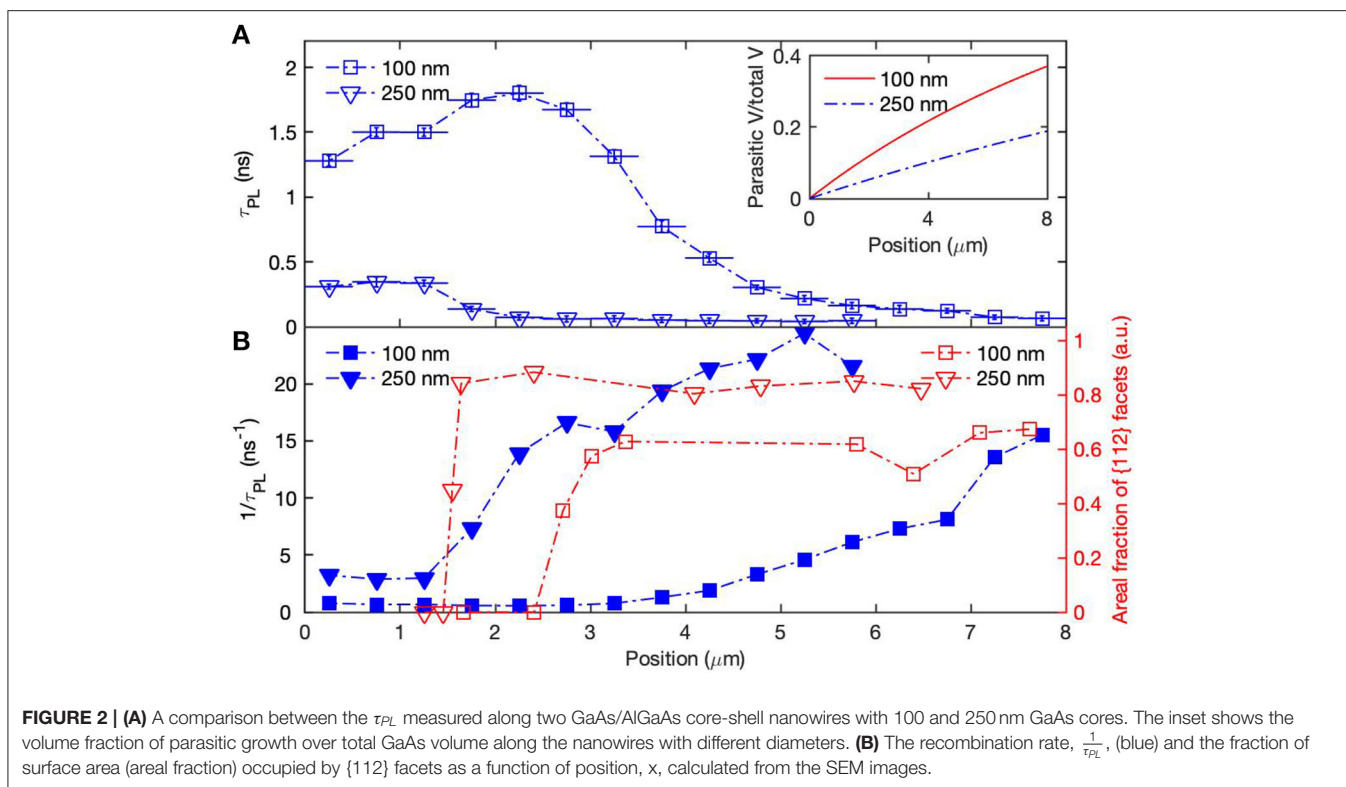 A
2
1.5
1
0.5
0
τPL (ns)
100 nm
250 nm
0.4
0.2
0
Parasitic V/total V
100 nm
250 nm
0 4 8
Position (μm)
B
20
15
10
5
0
1/τPL (ns-1)
100 nm
250 nm
100 nm
250 nm
1
0.8
0.6
0.4
0.2
0
Areal fraction of {112} facets (a.u.)
0 1 2 3 4 5 6 7 8
Position (μm)
FIGURE 2 | (A) A comparison between the τPL measured along two GaAs/AlGaAs core-shell nanowires with 100 and 250 nm GaAs cores. The inset shows the
volume fraction of parasitic growth over total GaAs volume along the nanowires with different diameters. (B) The recombination rate, 1/τPL, (blue) and the fraction of
surface area (areal fraction) occupied by {112} facets as a function of position, x, calculated from the SEM images.